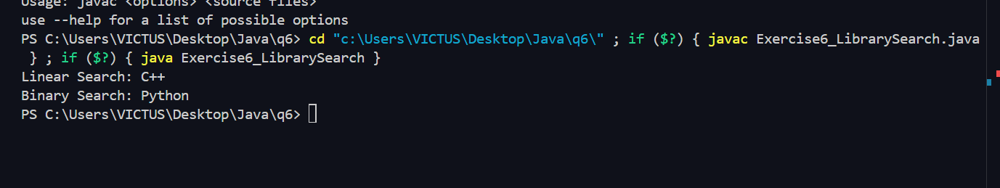 Usage: javac <options> <source files>
use --help for a list of possible options
PS C:\Users\VICTUS\Desktop\Java\q6> cd "c:\Users\VICTUS\Desktop\Java\q6\" ; if ($?) { javac Exercise6_LibrarySearch.java
 } ; if ($?) { java Exercise6_LibrarySearch }
Linear Search: C++
Binary Search: Python
PS C:\Users\VICTUS\Desktop\Java\q6>